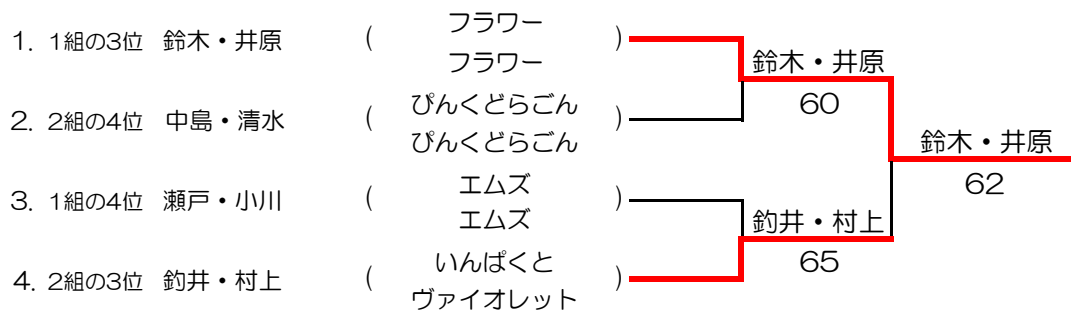 1. 1組の3位 鈴木・井原 ( フラワー
フラワー )
2. 2組の4位 中島・清水 ( ぴんくどらごん
ぴんくどらごん )
3. 1組の4位 瀬戸・小川 ( エムズ
エムズ )
4. 2組の3位 釣井・村上 ( いんぱくと
ヴァイオレット )
鈴木・井原
60
釣井・村上
65
鈴木・井原
62